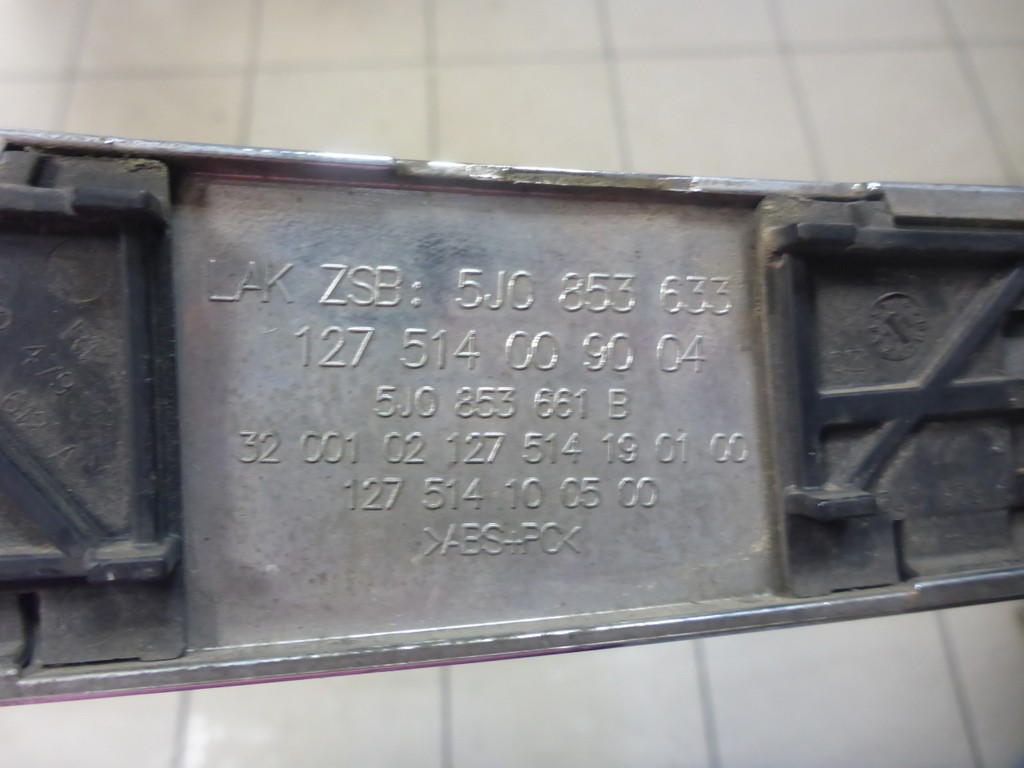 LAK ZSB: 5J0 853 633
127 514 00 90 04
5J0 853 661 B
32 001 02 127 514 19 01 00
127 514 10 05 00
>ABS+PC<